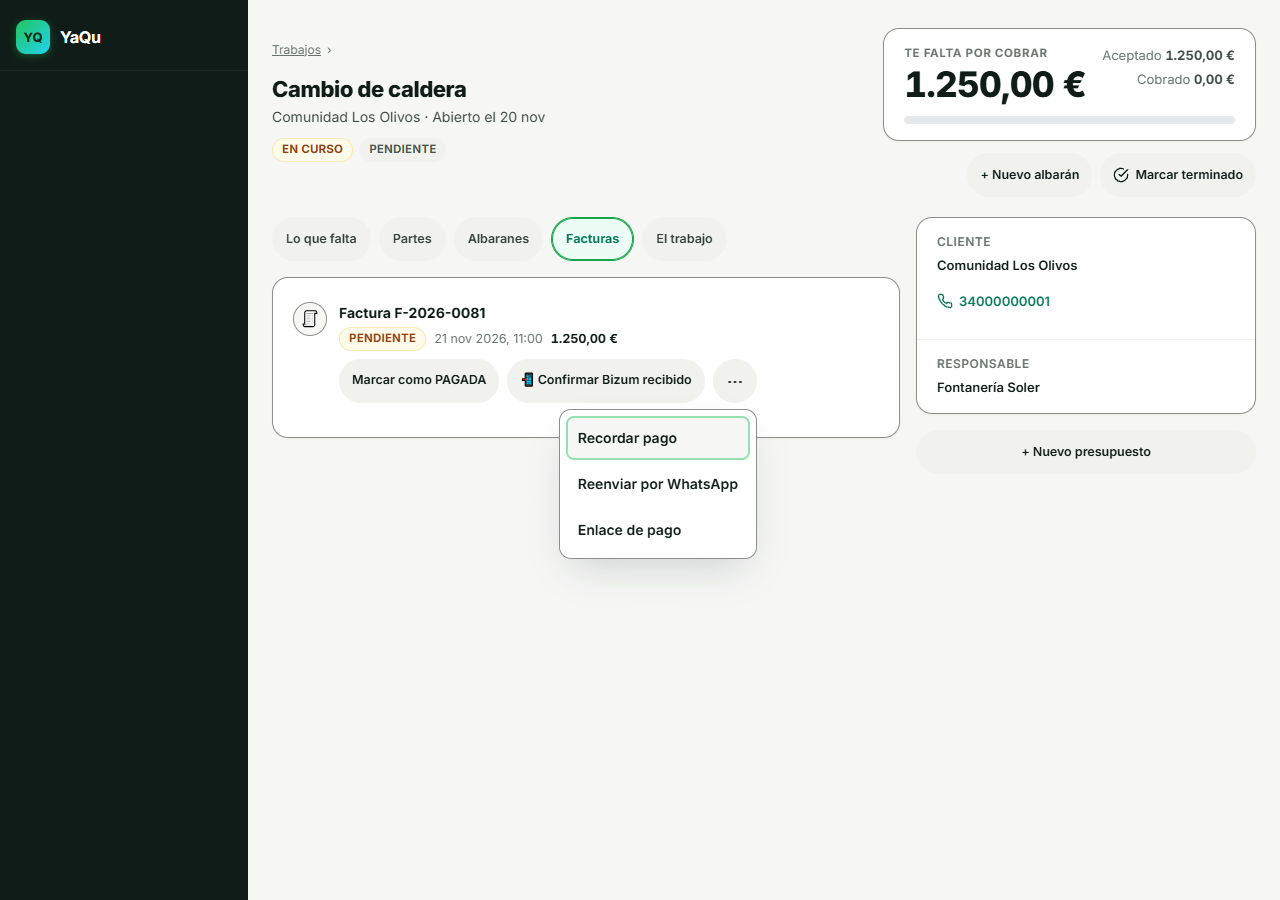 YQ YaQu
Trabajos ›
Cambio de caldera
Comunidad Los Olivos · Abierto el 20 nov
EN CURSO PENDIENTE
TE FALTA POR COBRAR
1.250,00 €
Aceptado 1.250,00 €
Cobrado 0,00 €
+ Nuevo albarán Marcar terminado
Lo que falta Partes Albaranes Facturas El trabajo
Factura F-2026-0081
PENDIENTE 21 nov 2026, 11:00 1.250,00 €
Marcar como PAGADA Confirmar Bizum recibido ...
Recordar pago
Reenviar por WhatsApp
Enlace de pago
CLIENTE
Comunidad Los Olivos
34000000001
RESPONSABLE
Fontanería Soler
+ Nuevo presupuesto